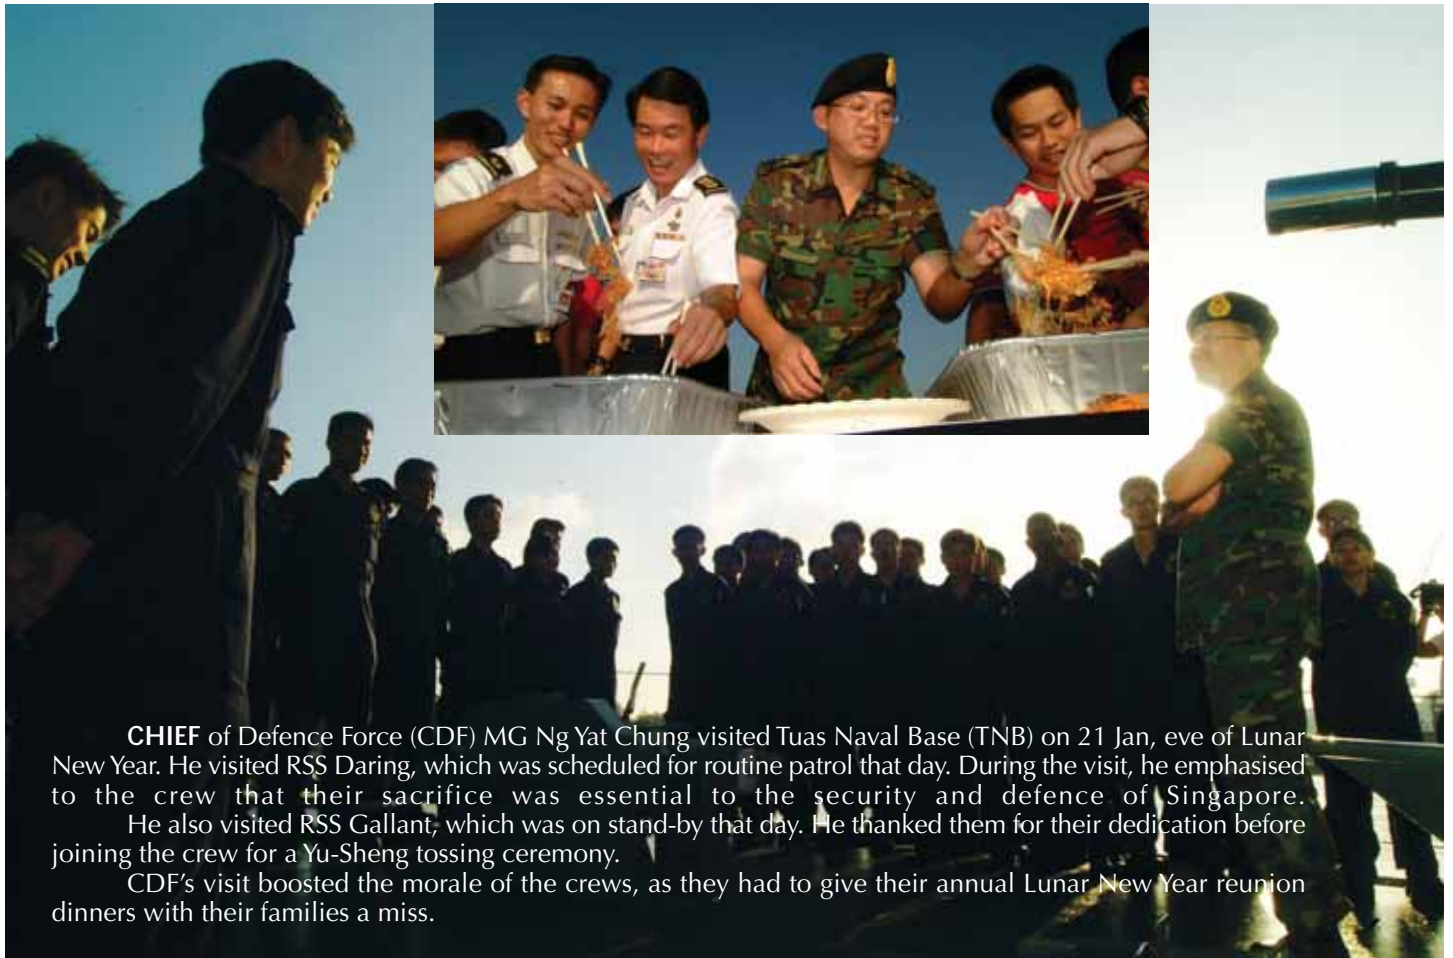 CHIEF of Defence Force (CDF) MG Ng Yat Chung visited Tuas Naval Base (TNB) on 21 Jan, eve of Lunar
New Year. He visited RSS Daring, which was scheduled for routine patrol that day. During the visit, he emphasised
to the crew that their sacrifice was essential to the security and defence of Singapore.
He also visited RSS Gallant, which was on stand-by that day. He thanked them for their dedication before
joining the crew for a Yu-Sheng tossing ceremony.
CDF's visit boosted the morale of the crews, as they had to give their annual Lunar New Year reunion
dinners with their families a miss.